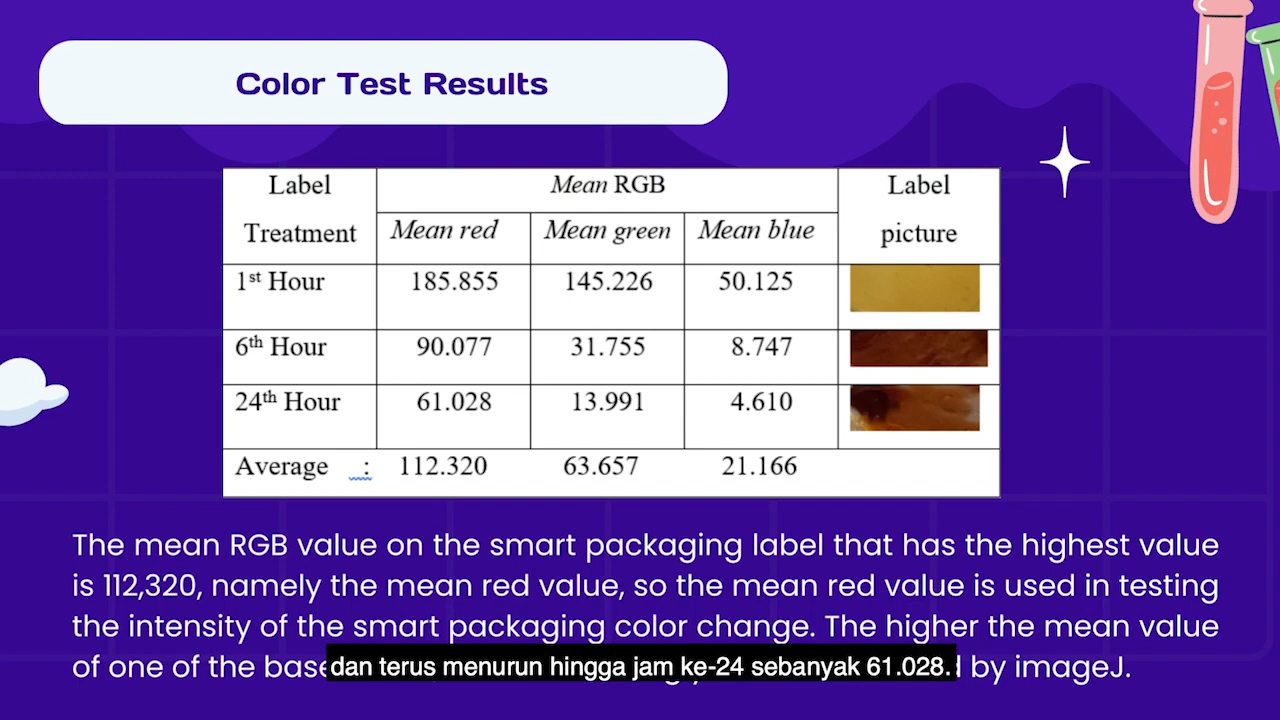 Color Test Results
Label Treatment Mean RGB Label picture
Mean red Mean green Mean blue
1st Hour 185.855 145.226 50.125
6th Hour 90.077 31.755 8.747
24th Hour 61.028 13.991 4.610
Average : 112.320 63.657 21.166
The mean RGB value on the smart packaging label that has the highest value
is 112,320, namely the mean red value, so the mean red value is used in testing
the intensity of the smart packaging color change. The higher the mean value
of one of the by imageJ.
dan terus menurun hingga jam ke-24 sebanyak 61.028.